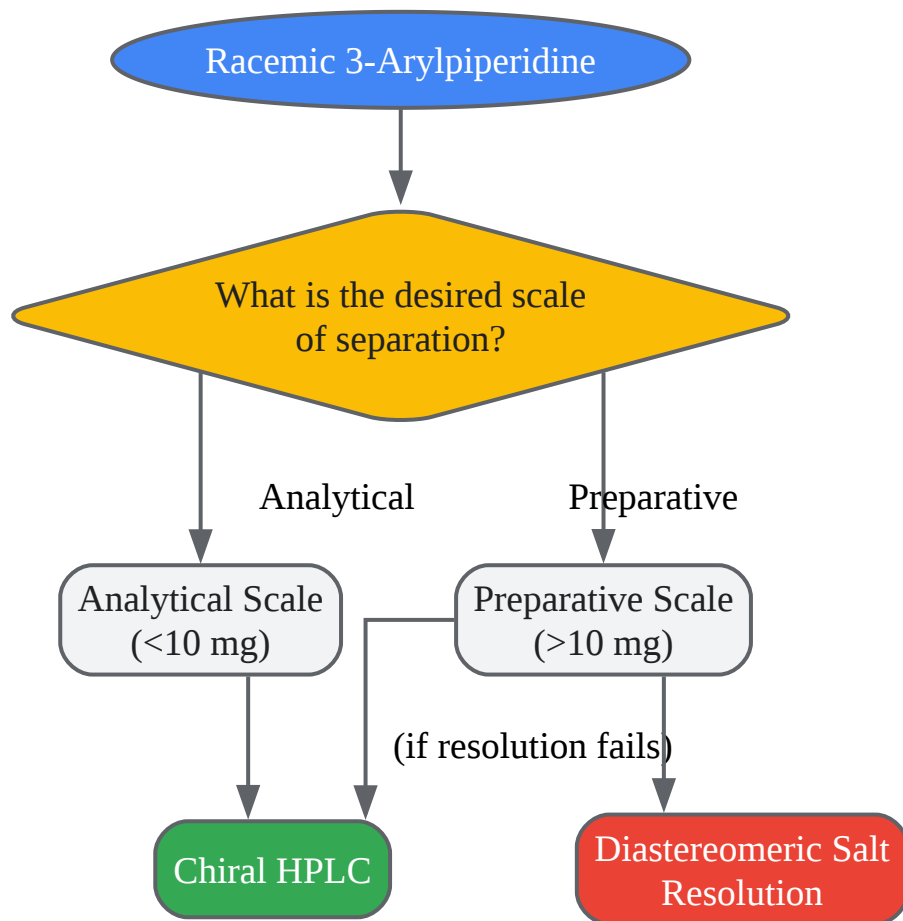 Racemic 3-Arylpiperidine
What is the desired scale
of separation?
Analytical
Preparative
Analytical Scale
(<10 mg)
Preparative Scale
(>10 mg)
(if resolution fails)
Chiral HPLC
Diastereomeric Salt
Resolution